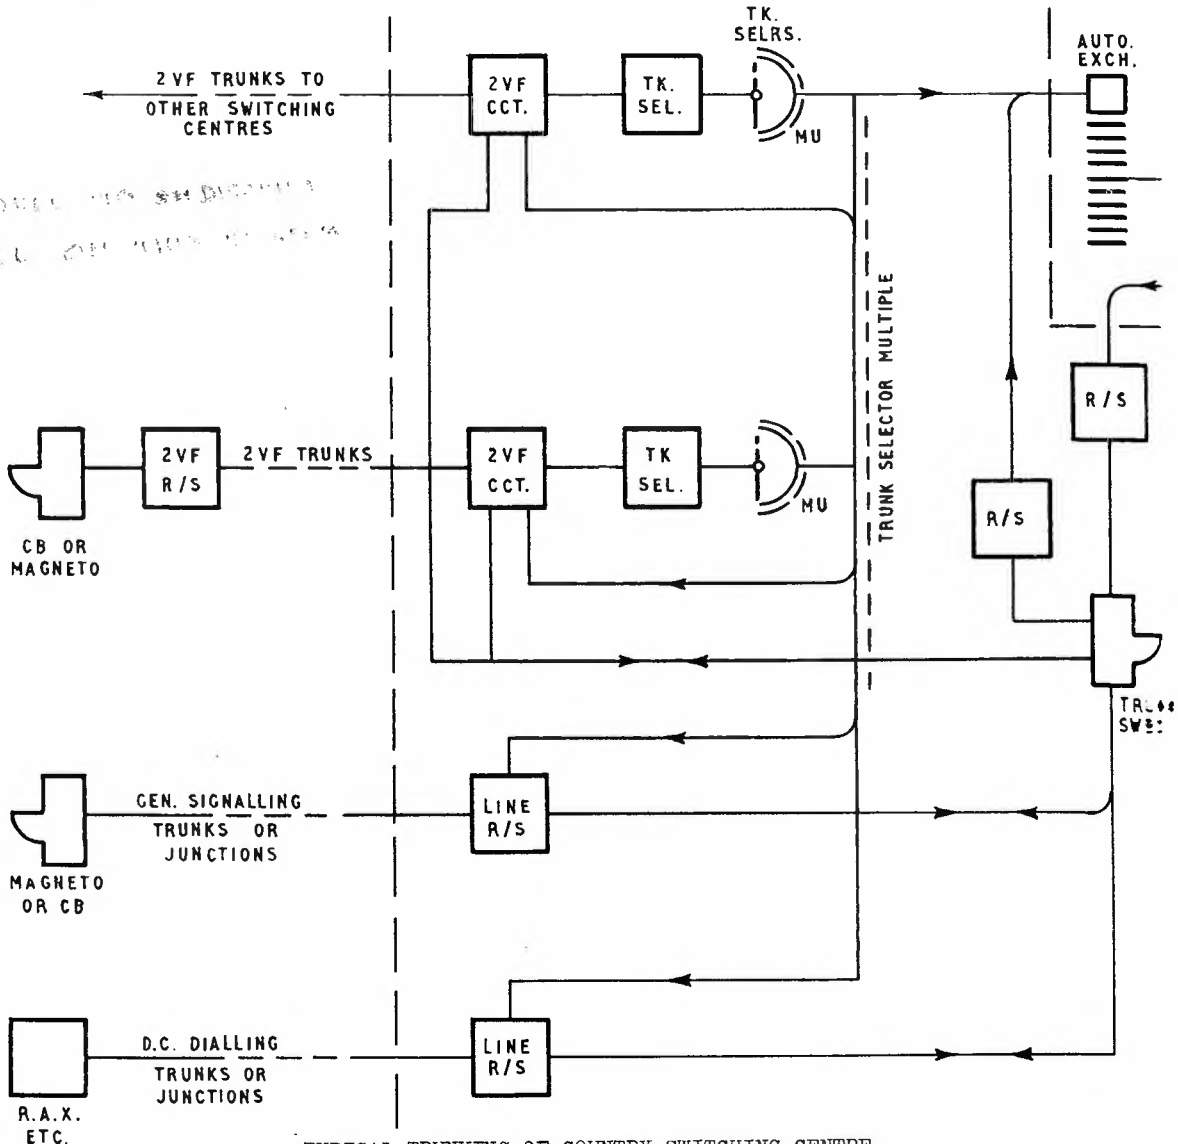 TK.
SELRS.
AUTO.
EXCH.
2 VF TRUNKS TO
OTHER SWITCHING
CENTRES
2VF
CCT.
TK.
SEL.
MU
TRUNK SELECTOR MULTIPLE
R/S
2VF
R/S
2VF TRUNKS
2VF
CCT.
TK
SEL.
MU
R/S
CB OR
MAGNETO
GEN. SIGNALLING
TRUNKS OR
JUNCTIONS
LINE
R/S
MAGNETO
OR CB
D.C. DIALLING
TRUNKS OR
JUNCTIONS
LINE
R/S
R.A.X.
ETC.
TYPICAL TRUNKING OF COUNTRY SWITCHING CENTRE